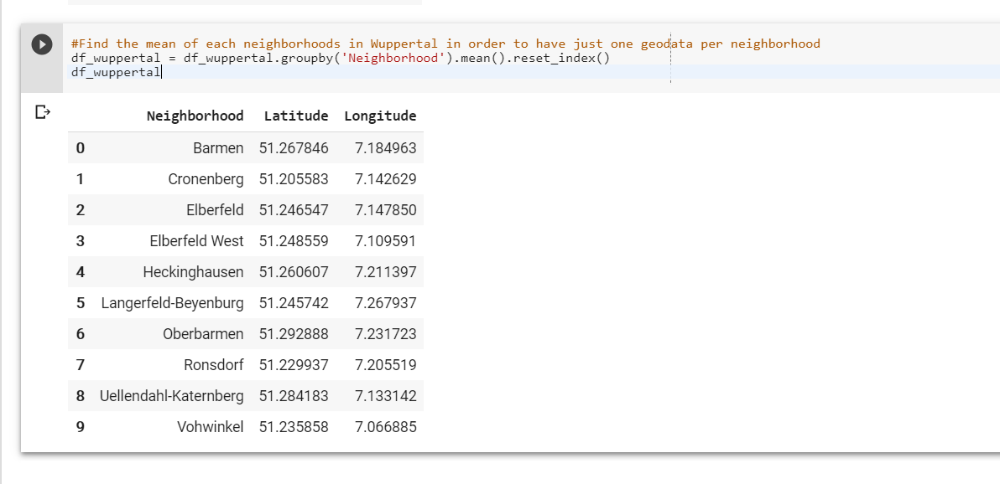 #Find the mean of each neighborhoods in Wuppertal in order to have just one geodata per neighborhood
df_wuppertal = df_wuppertal.groupby('Neighborhood').mean().reset_index()
df_wuppertal
Neighborhood Latitude Longitude
0 Barmen 51.267846 7.184963
1 Cronenberg 51.205583 7.142629
2 Elberfeld 51.246547 7.147850
3 Elberfeld West 51.248559 7.109591
4 Heckinghausen 51.260607 7.211397
5 Langerfeld-Beyenburg 51.245742 7.267937
6 Oberbarmen 51.292888 7.231723
7 Ronsdorf 51.229937 7.205519
8 Uellendahl-Katernberg 51.284183 7.133142
9 Vohwinkel 51.235858 7.066885